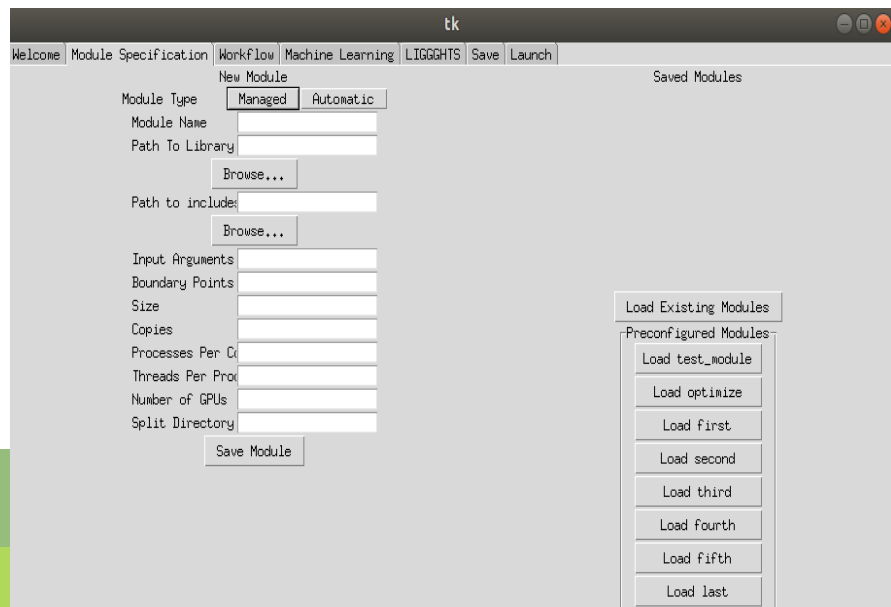 tk
Welcome Module Specification Workflow Machine Learning LIGGGHTS Save Launch
New Module
Module Type Managed Automatic
Module Name
Path To Library
Browse...
Path to includes
Browse...
Input Arguments
Boundary Points
Size
Copies
Processes Per Co
Threads Per Proc
Number of GPUs
Split Directory
Save Module
Saved Modules
Load Existing Modules
Preconfigured Modules
Load test_module
Load optimize
Load first
Load second
Load third
Load fourth
Load fifth
Load last